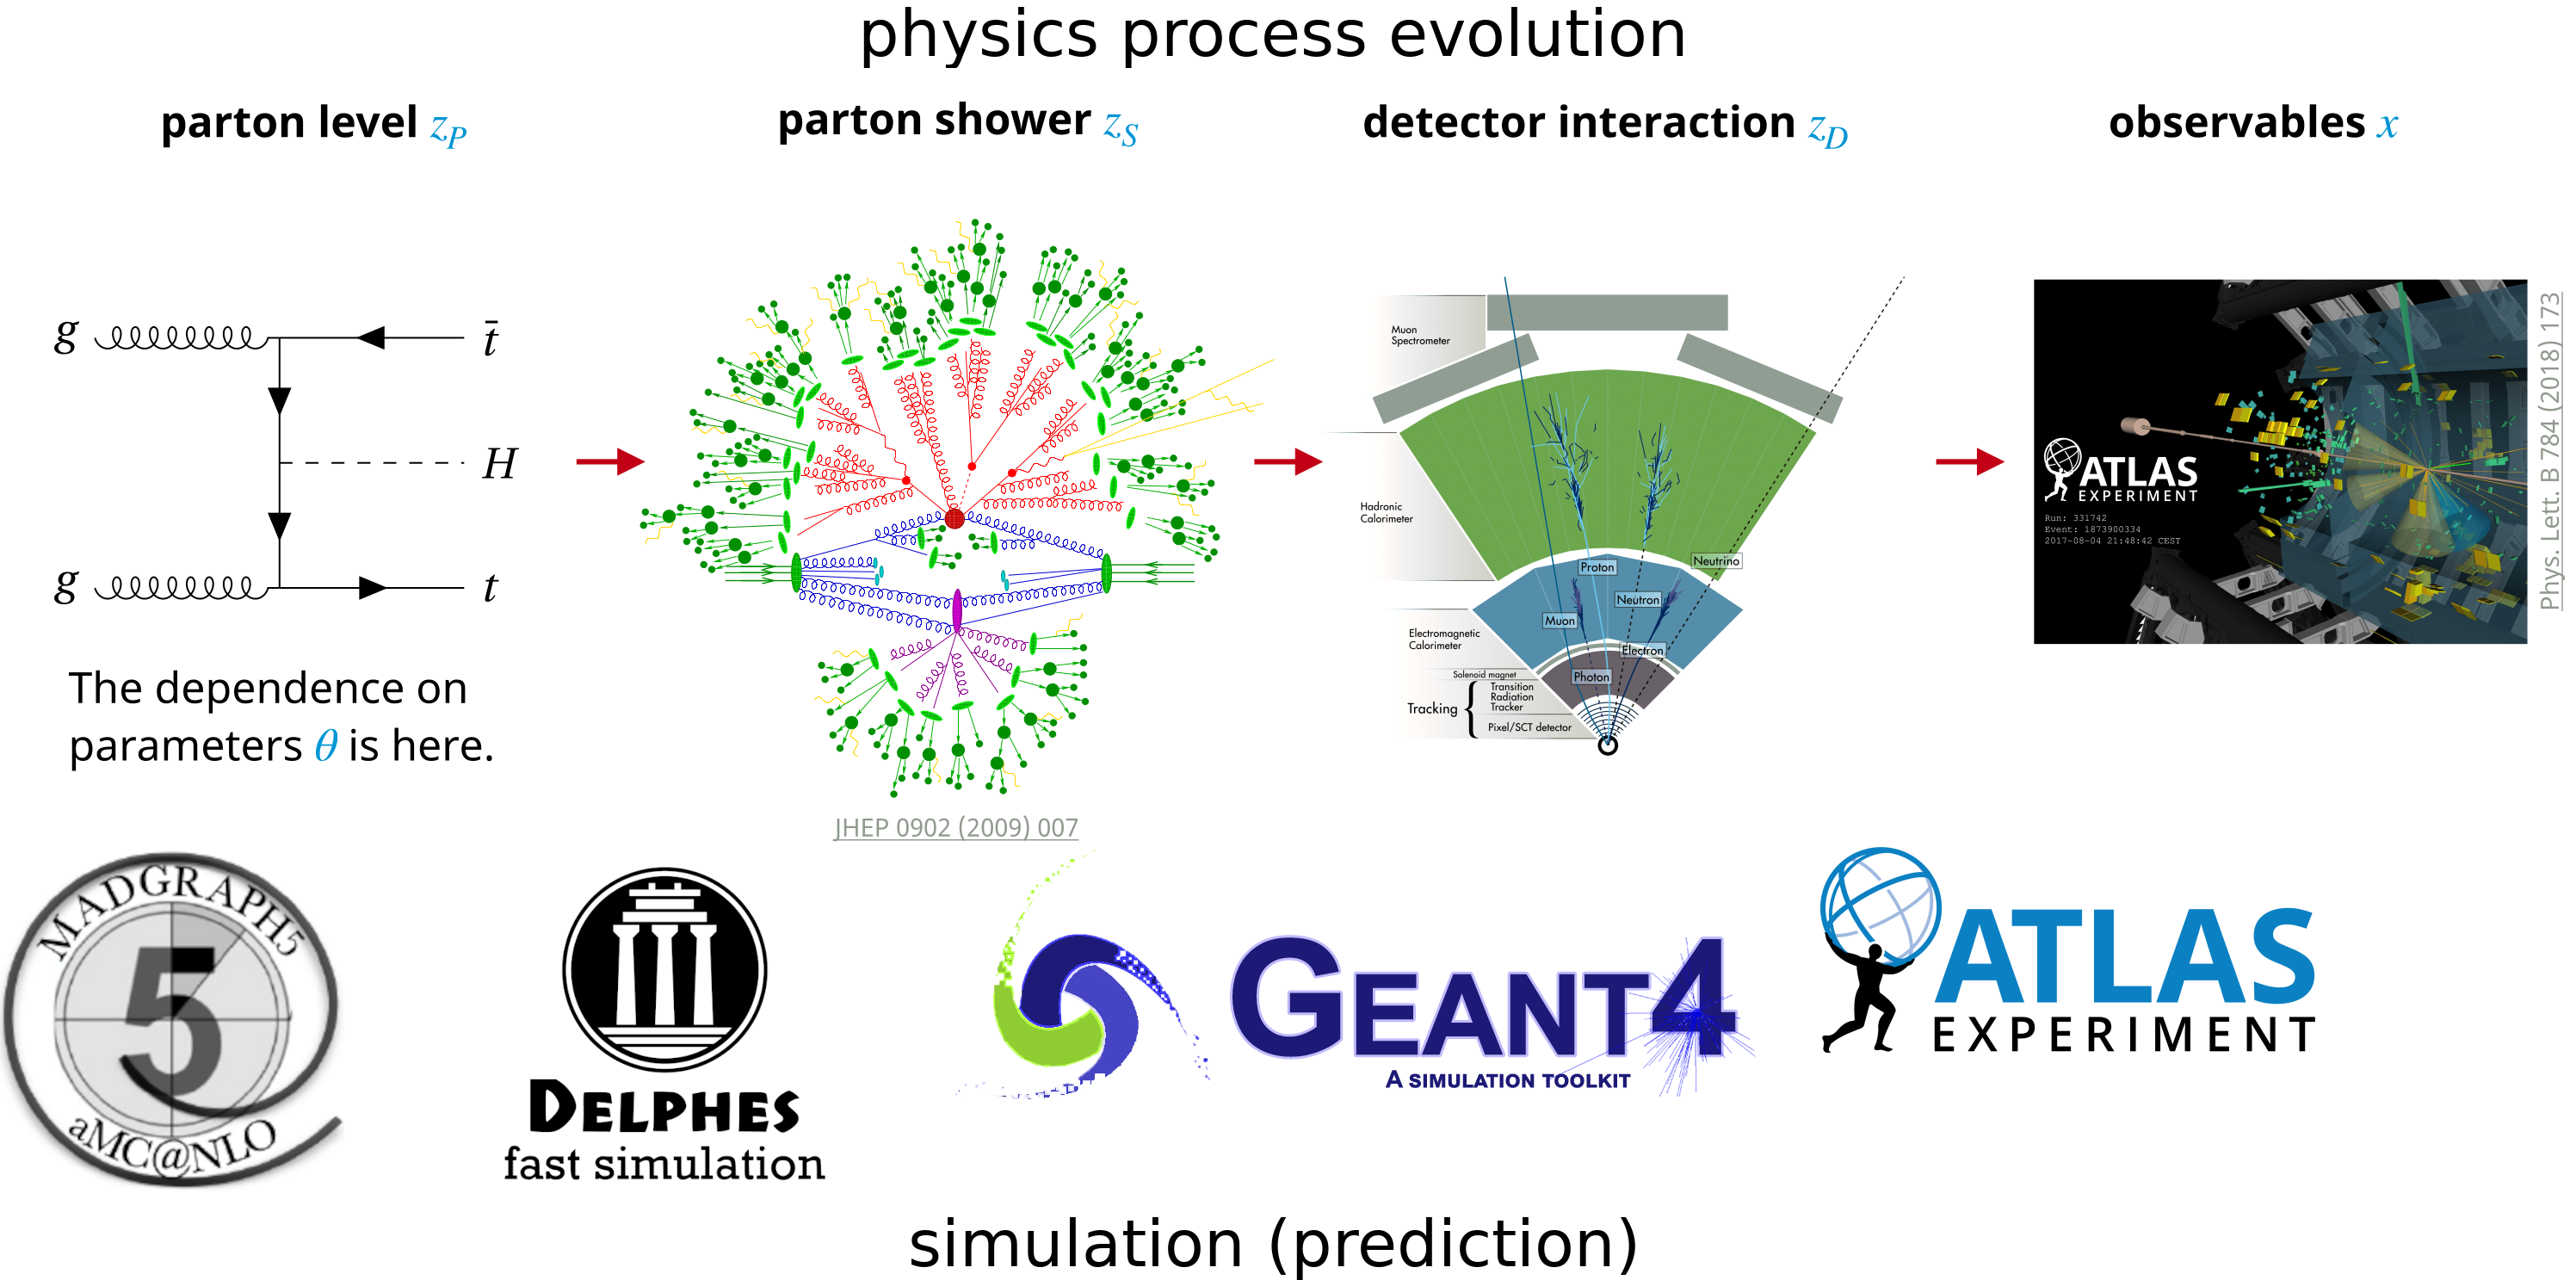 physics process evolution
parton level z_P
parton shower z_S
detector interaction z_D
observables x
g
t̄
H
g
t
The dependence on
parameters θ is here.
JHEP 0902 (2009) 007
Muon
Spectrometer
Hadronic
Calorimeter
Electromagnetic
Calorimeter
Solenoid magnet
Tracking {
Transition
Radiation
Tracker
Pixel/SCT detector
Proton
Neutrino
Neutron
Muon
Electron
Photon
ATLAS
EXPERIMENT
Run: 331742
Event: 1873900334
2017-08-04 21:48:42 CEST
Phys. Lett. B 784 (2018) 173
MADGRAPH5
5
aMC@NLO
DELPHES
fast simulation
GEANT4
A SIMULATION TOOLKIT
ATLAS
EXPERIMENT
simulation (prediction)